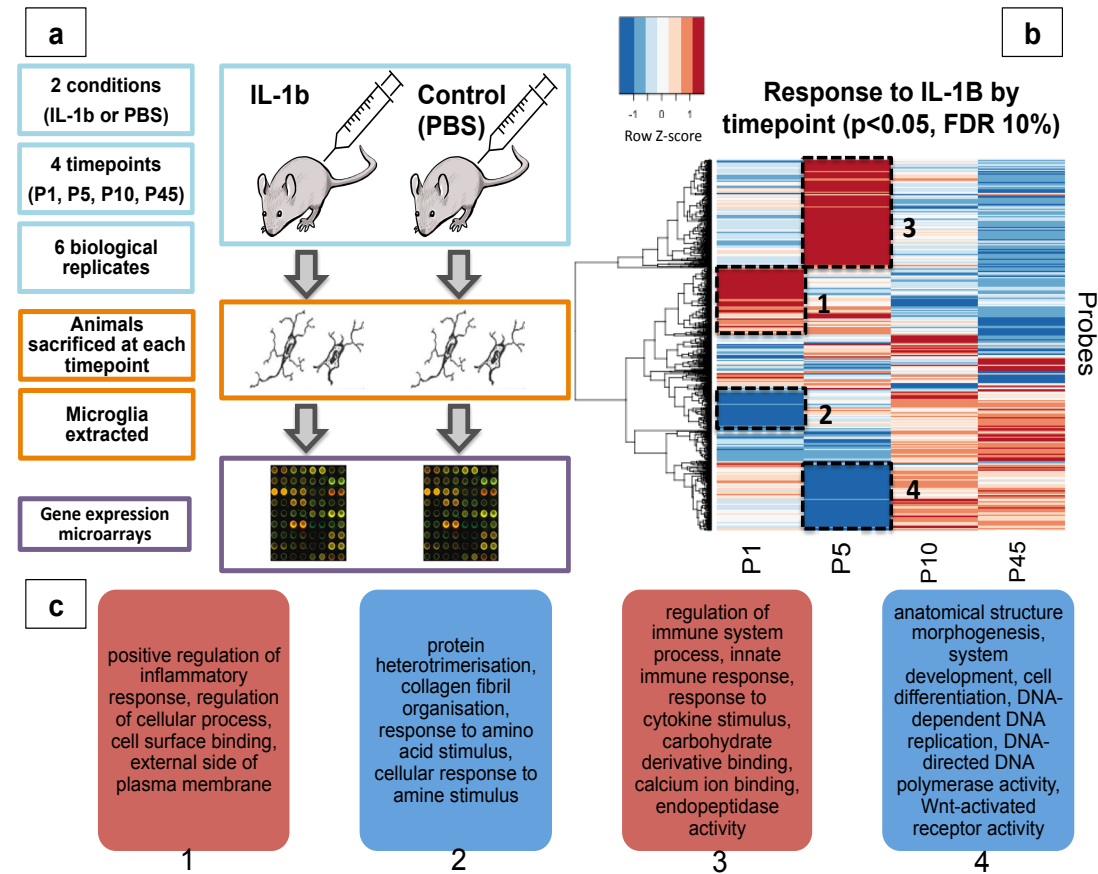 a
2 conditions
(IL-1b or PBS)
4 timepoints
(P1, P5, P10, P45)
6 biological
replicates
Animals
sacrificed at each
timepoint
Microglia
extracted
Gene expression
microarrays
IL-1b
Control
(PBS)
b
-1 0 1
Row Z-score
Response to IL-1B by
timepoint (p<0.05, FDR 10%)
3
1
2
4
Probes
P1
P5
P10
P45
c
positive regulation of
inflammatory
response, regulation
of cellular process,
cell surface binding,
external side of
plasma membrane
1
protein
heterotrimerisation,
collagen fibril
organisation,
response to amino
acid stimulus,
cellular response to
amine stimulus
2
regulation of
immune system
process, innate
immune response,
response to
cytokine stimulus,
carbohydrate
derivative binding,
calcium ion binding,
endopeptidase
activity
3
anatomical structure
morphogenesis,
system
development, cell
differentiation, DNA-
dependent DNA
replication, DNA-
directed DNA
polymerase activity,
Wnt-activated
receptor activity
4